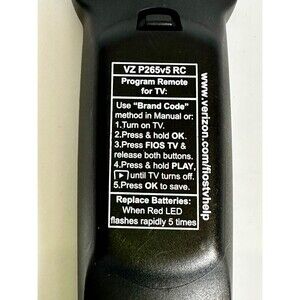 VZ P265v5 RC
Program Remote
for TV:
Use "Brand Code"
method in Manual or:
1.Turn on TV.
2.Press & hold OK.
3.Press FIOS TV &
release both buttons.
4.Press & hold PLAY,
until TV turns off.
5.Press OK to save.
Replace Batteries:
When Red LED
flashes rapidly 5 times
www.verizon.com/fiostvhelp